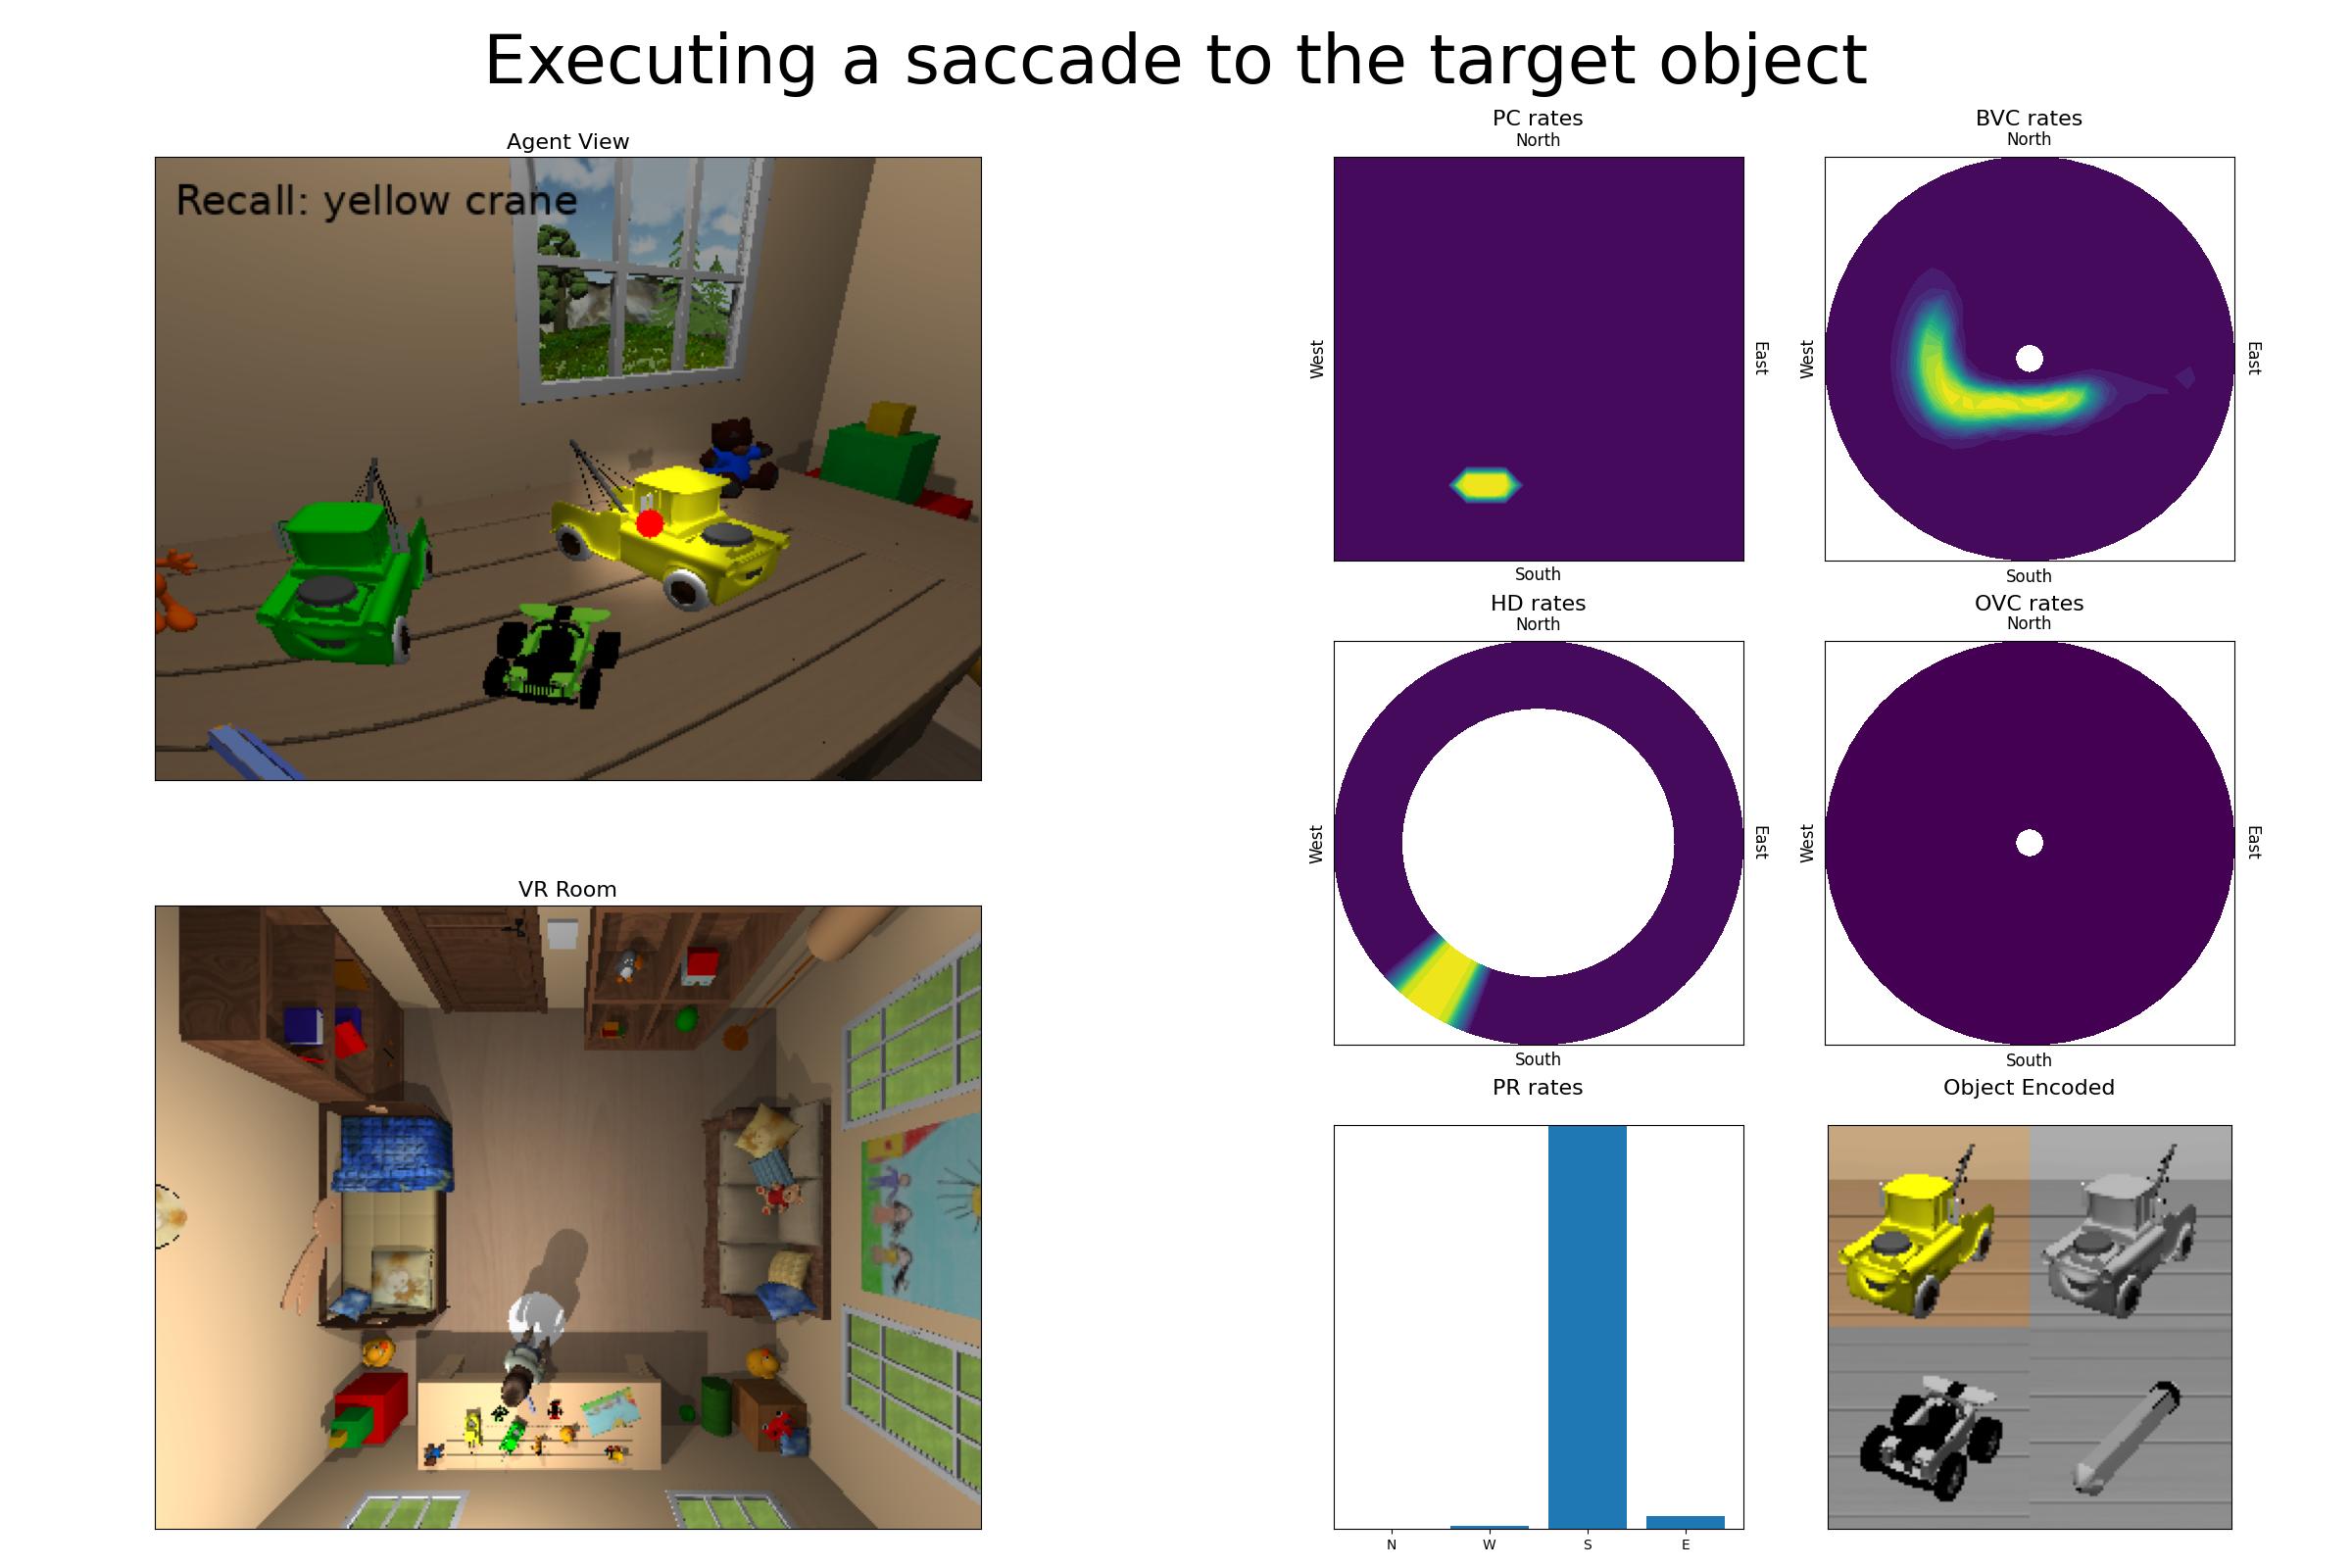 Executing a saccade to the target object
Agent View
Recall: yellow crane
VR Room
PC rates
North
West
East
South
BVC rates
North
West
East
South
HD rates
North
West
East
South
OVC rates
North
West
East
South
PR rates
N
W
S
E
Object Encoded